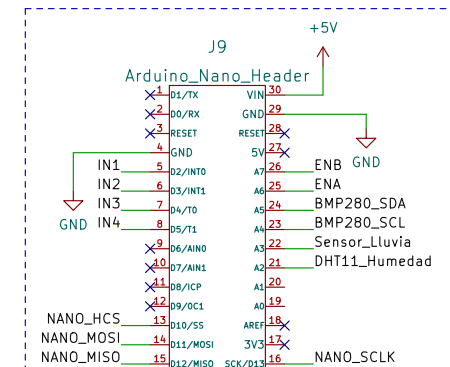 +5V
J9
Arduino_Nano_Header
1 D1/TX VIN 30
2 D0/RX GND 29
3 RESET RESET 28
4 GND 5V 27
GND
IN1 5 D2/INT0 A7 26 ENB
IN2 6 D3/INT1 A6 25 ENA
IN3 7 D4/T0 A5 24 BMP280_SDA
GND
IN4 8 D5/T1 A4 23 BMP280_SCL
9 D6/AIN0 A3 22 Sensor_Lluvia
10 D7/AIN1 A2 21 DHT11_Humedad
11 D8/ICP A1 20
12 D9/OC1 A0 19
NANO_HCS 13 D10/SS AREF 18
NANO_MOSI 14 D11/MOSI 3V3 17
NANO_MISO 15 D12/MISO SCK/D13 16 NANO_SCLK